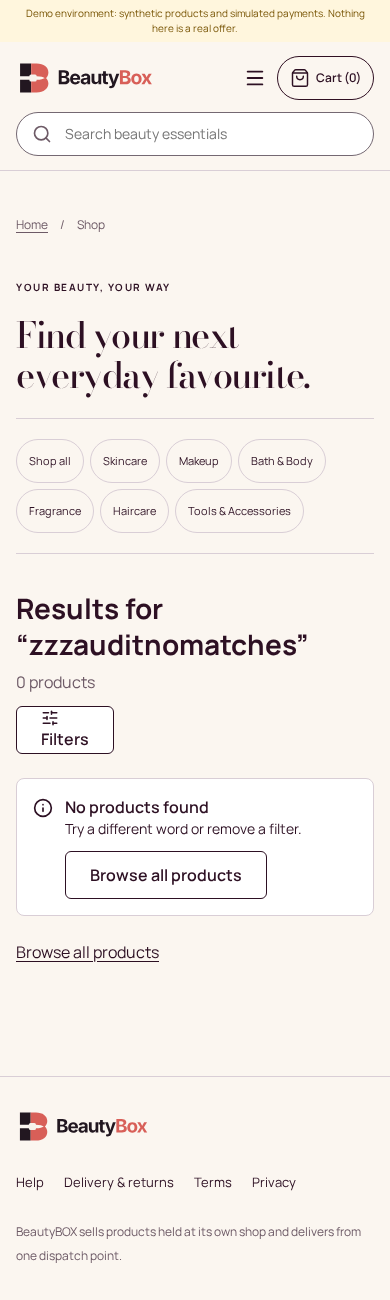 Demo environment: synthetic products and simulated payments. Nothing
here is a real offer.
BeautyBox
Cart (0)
Search beauty essentials
Home / Shop
YOUR BEAUTY, YOUR WAY
Find your next
everyday favourite.
Shop all Skincare Makeup Bath & Body
Fragrance Haircare Tools & Accessories
Results for
“zzzauditnomatches”
0 products
Filters
No products found
Try a different word or remove a filter.
Browse all products
Browse all products
BeautyBox
Help Delivery & returns Terms Privacy
BeautyBOX sells products held at its own shop and delivers from
one dispatch point.